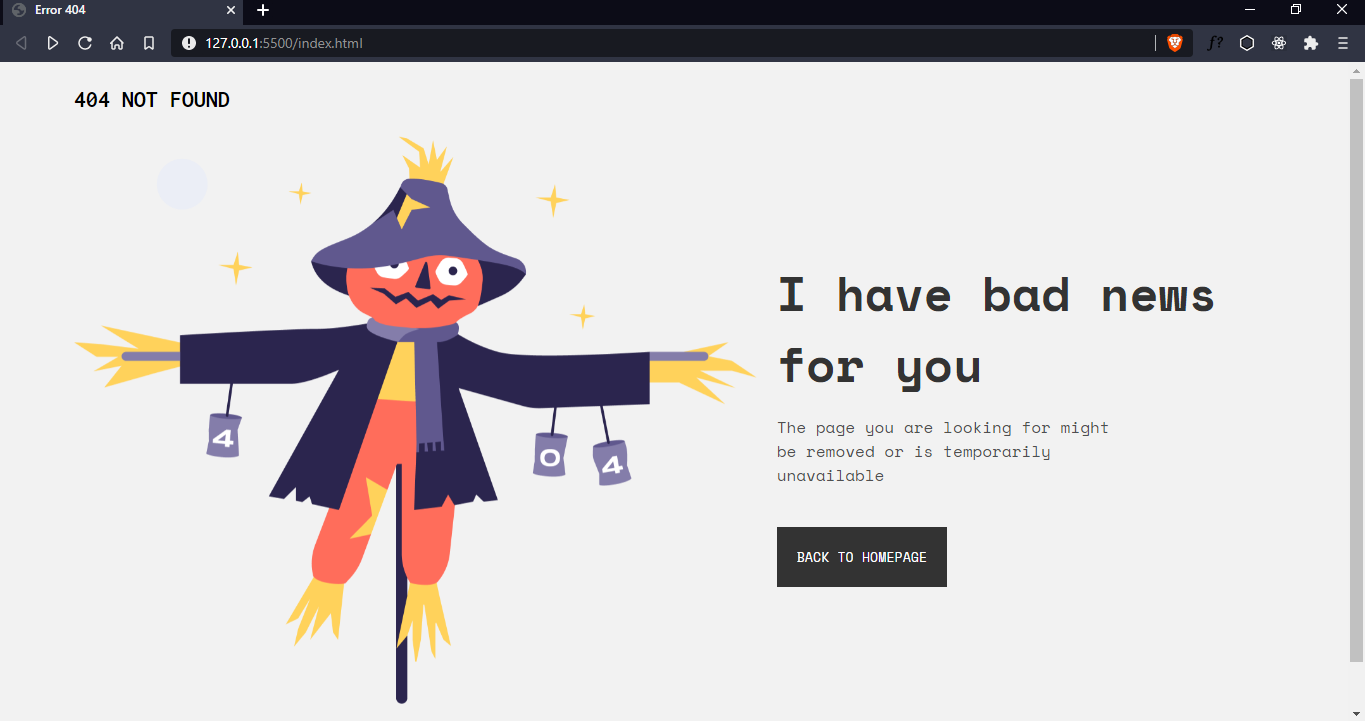 Error 404
127.0.0.1:5500/index.html
f?
404 NOT FOUND
4
0
4
I have bad news
for you
The page you are looking for might
be removed or is temporarily
unavailable
BACK TO HOMEPAGE